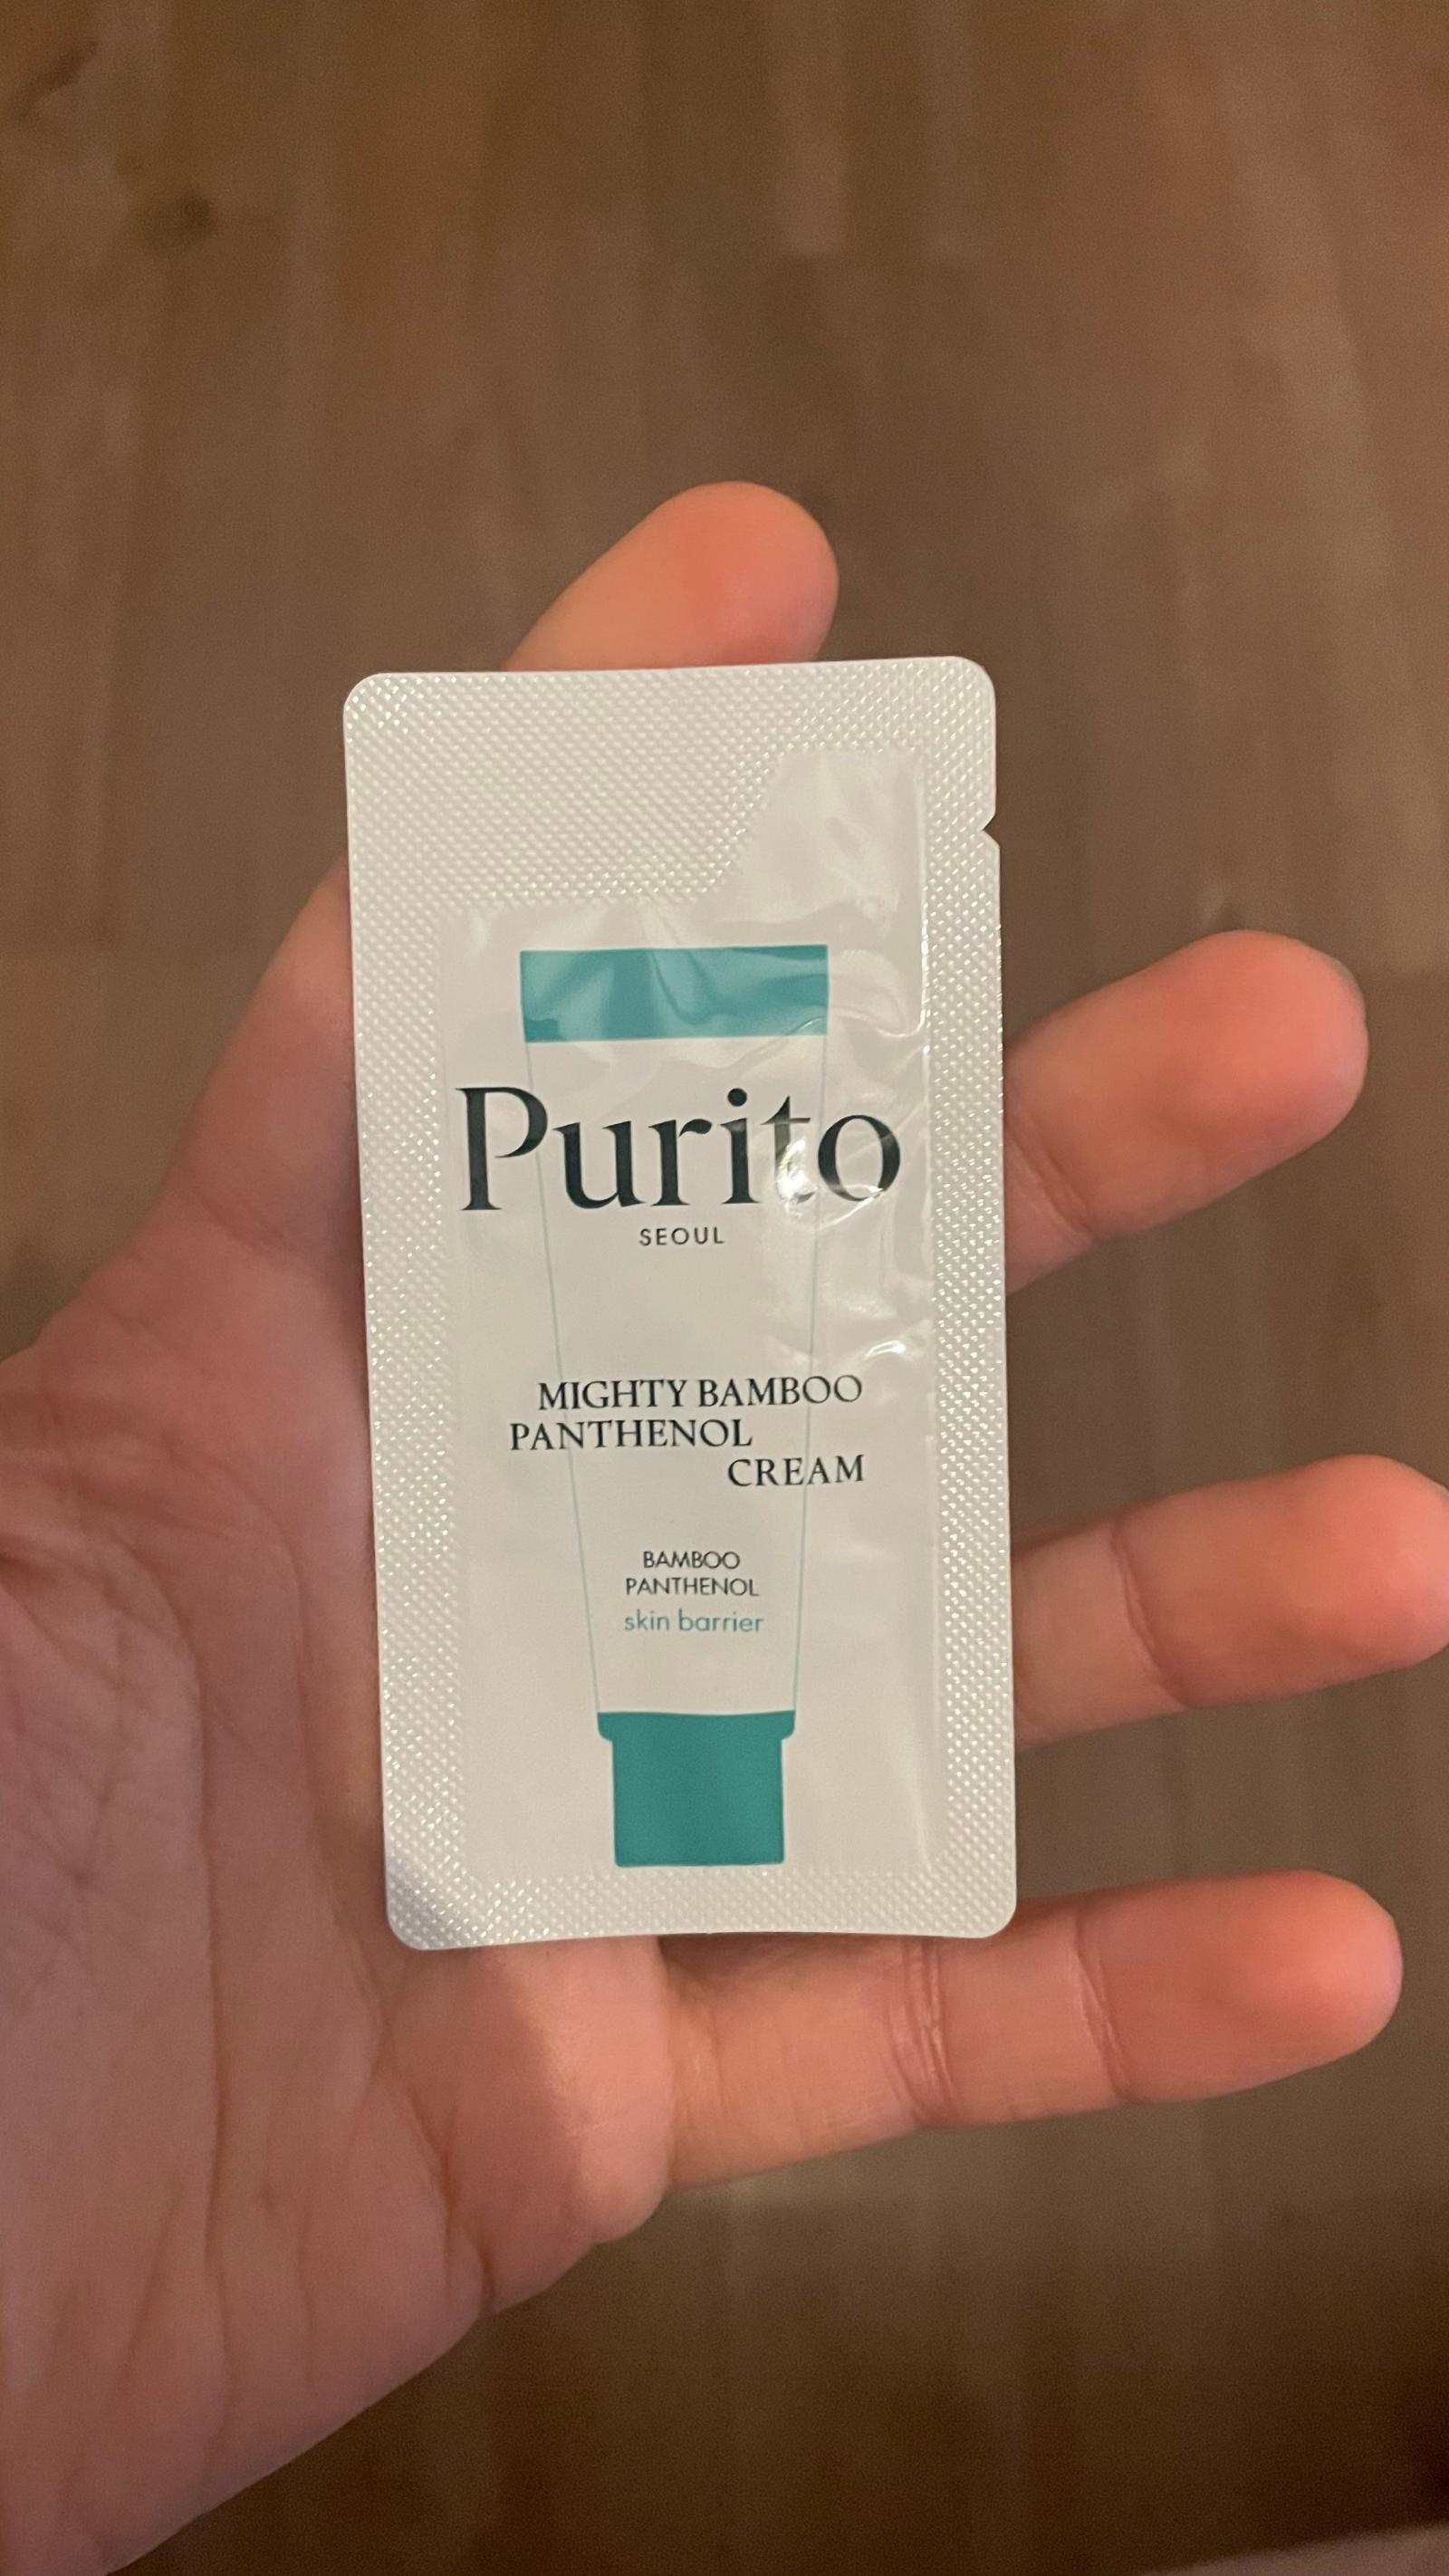 Purito
SEOUL
MIGHTY BAMBOO
PANTHENOL
CREAM
BAMBOO
PANTHENOL
skin barrier